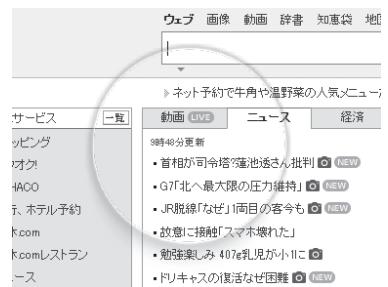 ウェブ 画像 動画 辞書 知恵袋 地図
ネット予約で牛角や温野菜の人気メニュー
サービス 一覧
動画 LIVE ニュース 経済
ッピング
9時48分更新
オク!
・首相が司令塔?蓮池透さん批判 NEW
HACO
・G7「北へ最大限の圧力維持」 NEW
、ホテル予約
・JR脱線「なぜ」1両目の客今も NEW
.com
・故意に接触「スマホ壊れた」
.comレストラン
・勉強楽しみ 407g乳児が小1に
ース
・ドリキャスの復活なぜ困難 NEW